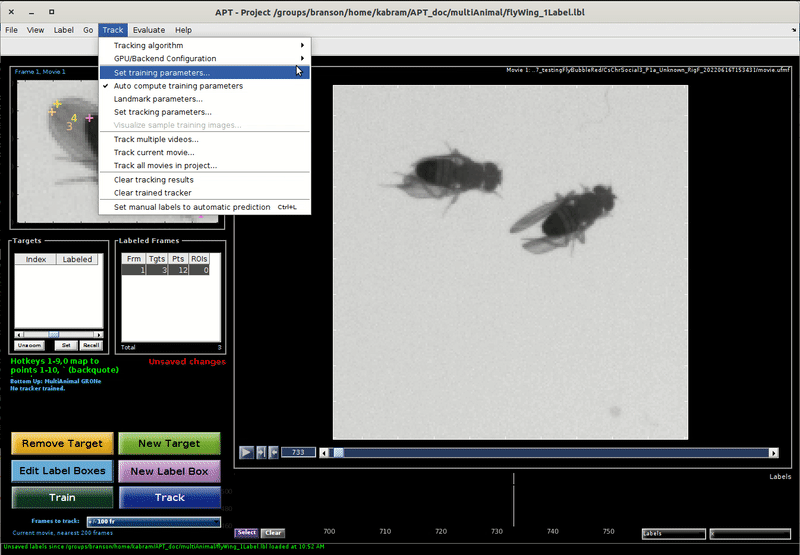 APT - Project /groups/branson/home/kabram/APT_doc/multiAnimal/flyWing_1Label.lbl
File View Label Go Track Evaluate Help
Tracking algorithm
GPU/Backend Configuration
Set training parameters...
Auto compute training parameters
Landmark parameters...
Set tracking parameters...
Visualize sample training images...
Track multiple videos...
Track current movie...
Track all movies in project...
Clear tracking results
Clear trained tracker
Set manual labels to automatic prediction Ctrl+L
Frame 1, Movie 1
4
3
Movie 1: ...7_testingFlyBubbleRed/CsChrSocial3_P1a_Unknown_RigF_20220616T153431/movie.ufmf
Targets
Index Labeled
Unzoom Set Recall
Labeled Frames
Frm Tgts Pts ROIs
1 3 12 0
Total 3
Hotkeys 1-9,0 map to
points 1-10, ` (backquote)
Unsaved changes
Bottom Up: MultiAnimal GRONe
No tracker trained.
Remove Target New Target
Edit Label Boxes New Label Box
Train Track
Frames to track: +/-100 fr
Current movie, nearest 200 frames
733
Labels
Select Clear
700 710 720 730 740 750
Labels x
Unsaved labels since /groups/branson/home/kabram/APT_doc/multiAnimal/flyWing_1Label.lbl loaded at 10:52 AM